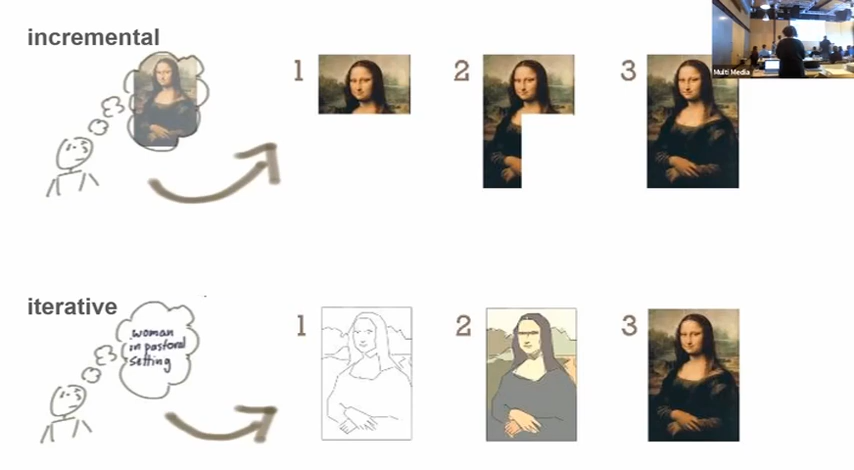 incremental
1 2 3
Multi Media
iterative
woman
in pastoral
setting
1 2 3